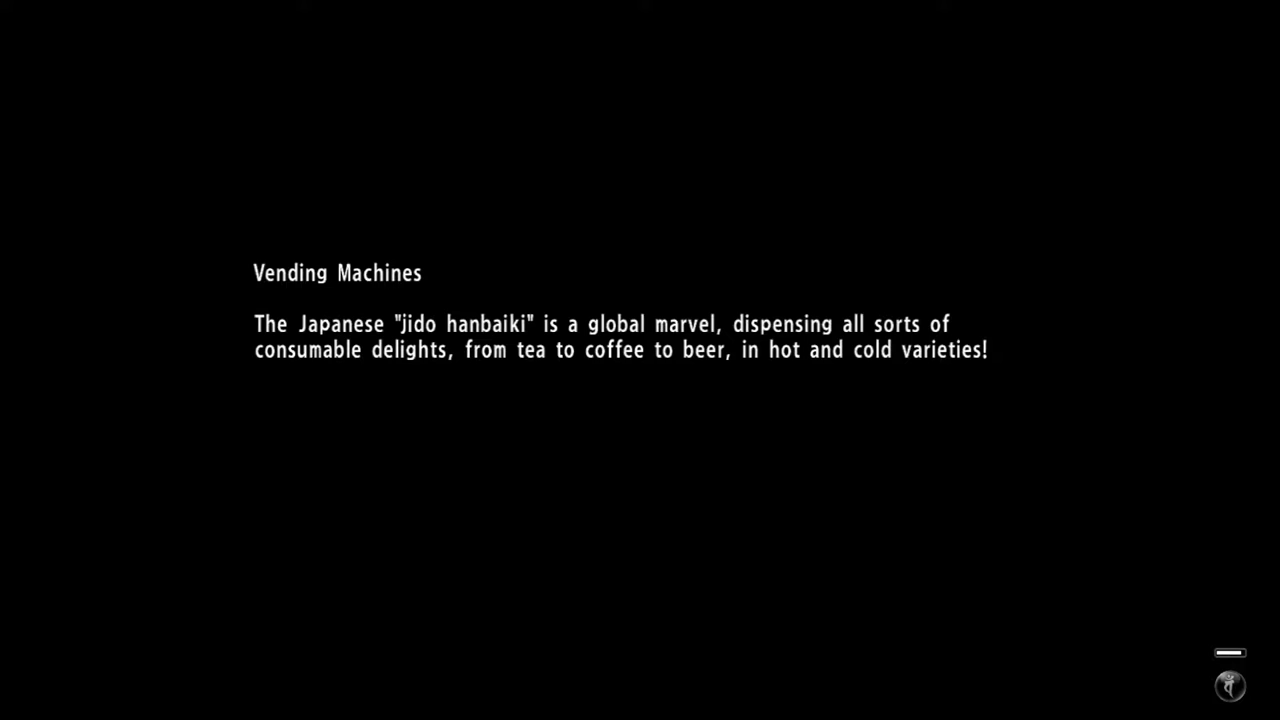 Vending Machines
The Japanese "jido hanbaiki" is a global marvel, dispensing all sorts of
consumable delights, from tea to coffee to beer, in hot and cold varieties!